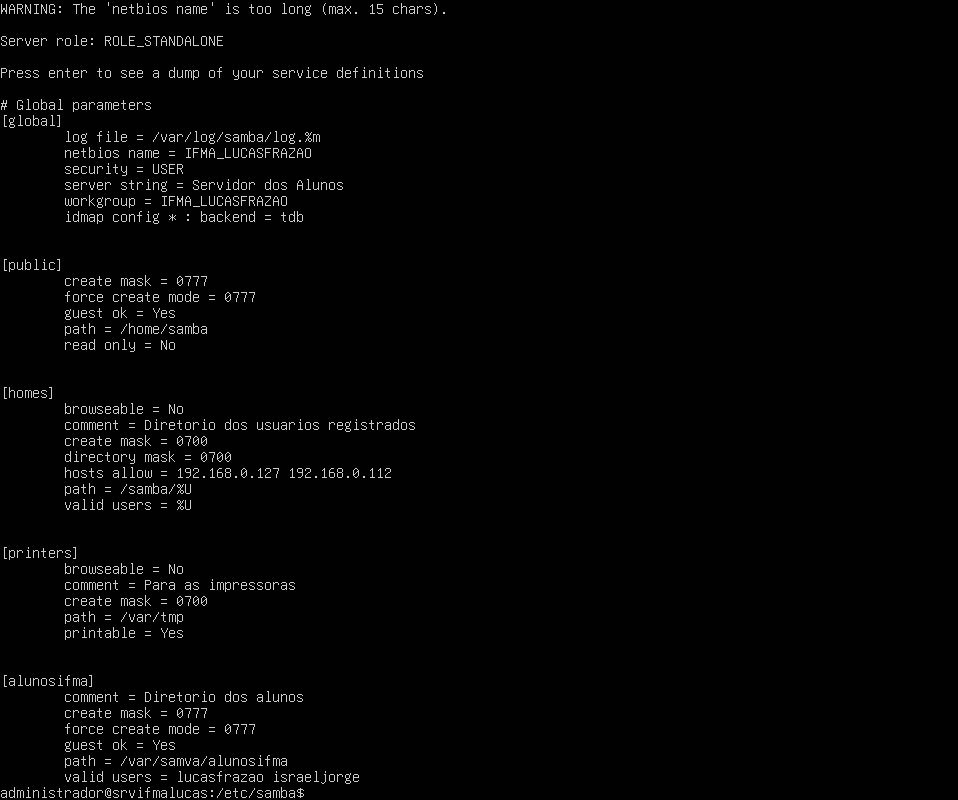 WARNING: The 'netbios name' is too long (max. 15 chars).
Server role: ROLE_STANDALONE
Press enter to see a dump of your service definitions
# Global parameters
[global]
log file = /var/log/samba/log.%m
netbios name = IFMA_LUCASFRAZAO
security = USER
server string = Servidor dos Alunos
workgroup = IFMA_LUCASFRAZAO
idmap config * : backend = tdb
[public]
create mask = 0777
force create mode = 0777
guest ok = Yes
path = /home/samba
read only = No
[homes]
browseable = No
comment = Diretorio dos usuarios registrados
create mask = 0700
directory mask = 0700
hosts allow = 192.168.0.127 192.168.0.112
path = /samba/%U
valid users = %U
[printers]
browseable = No
comment = Para as impressoras
create mask = 0700
path = /var/tmp
printable = Yes
[alunosifma]
comment = Diretorio dos alunos
create mask = 0777
force create mode = 0777
guest ok = Yes
path = /var/samva/alunosifma
valid users = lucasfrazao israeljorge
administrador@srvifmalucas:/etc/samba$